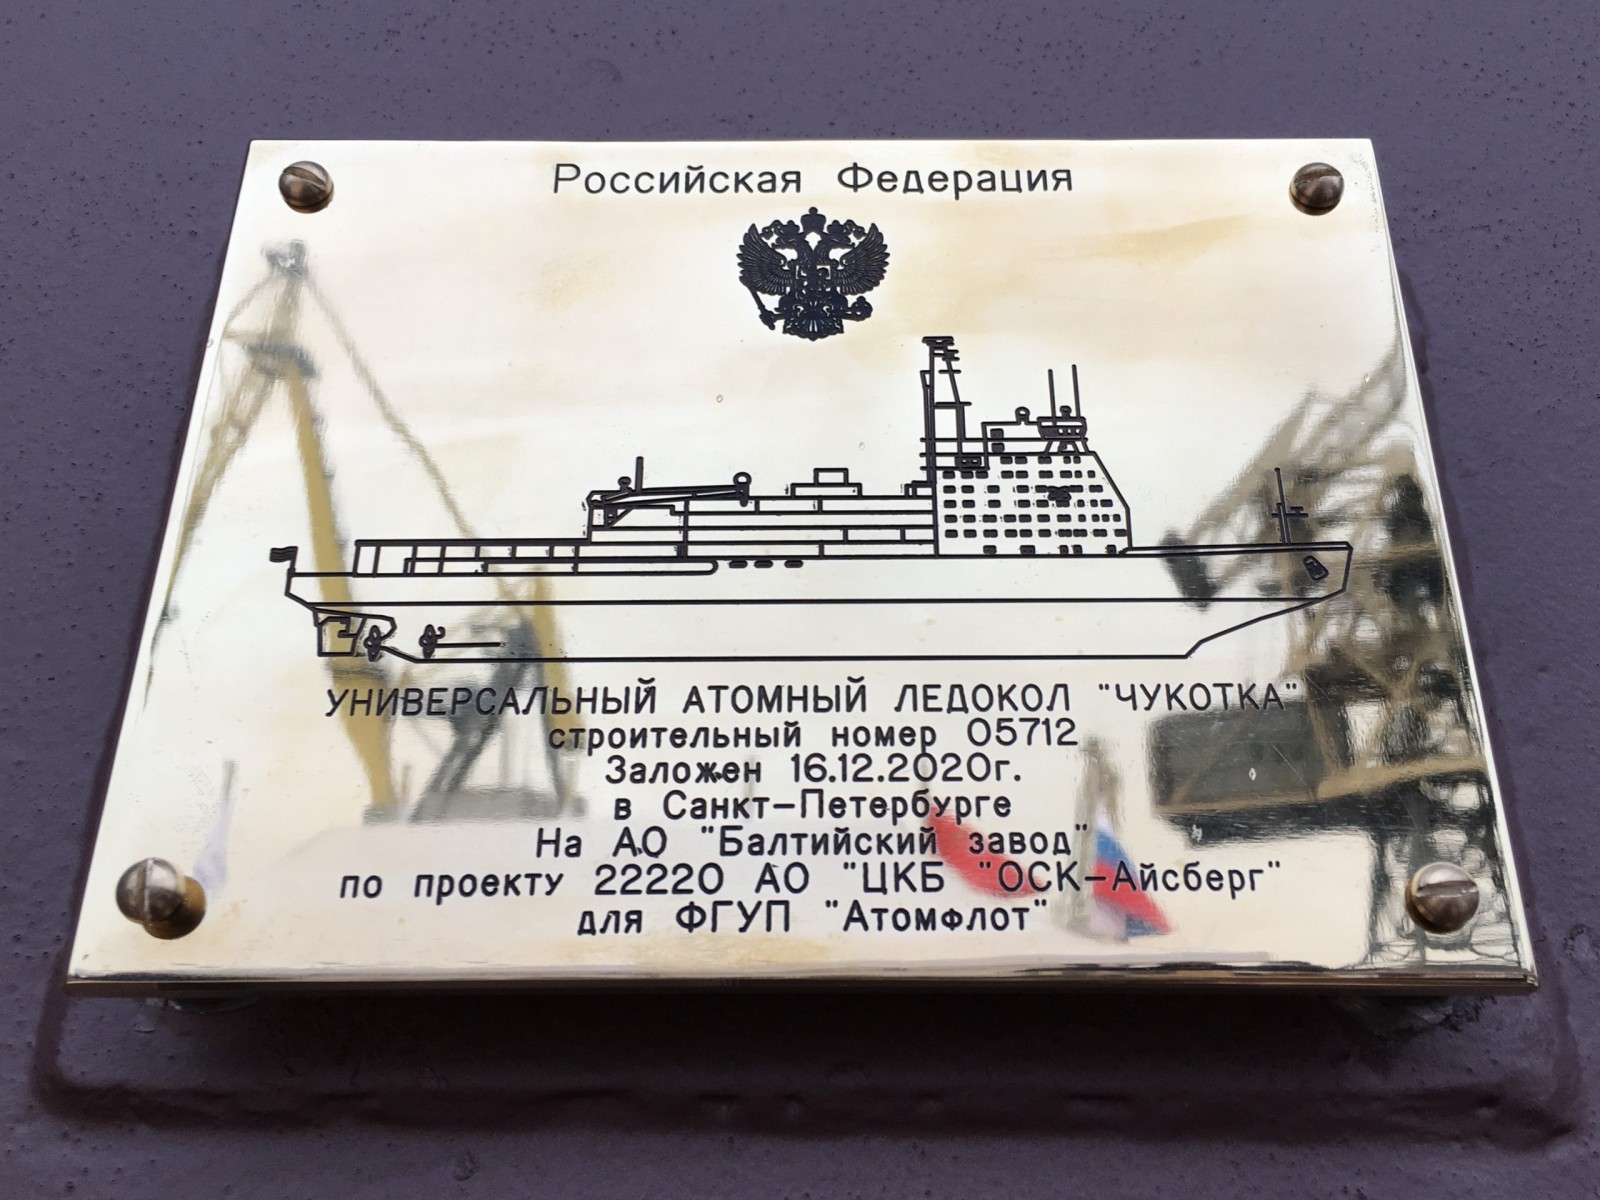 Российская Федерация
УНИВЕРСАЛЬНЫЙ АТОМНЫЙ ЛЕДОКОЛ "ЧУКОТКА"
строительный номер 05712
Заложен 16.12.2020г.
в Санкт-Петербурге
На АО "Балтийский завод"
по проекту 22220 АО "ЦКБ "ОСК-Айсберг"
для ФГУП "Атомфлот"